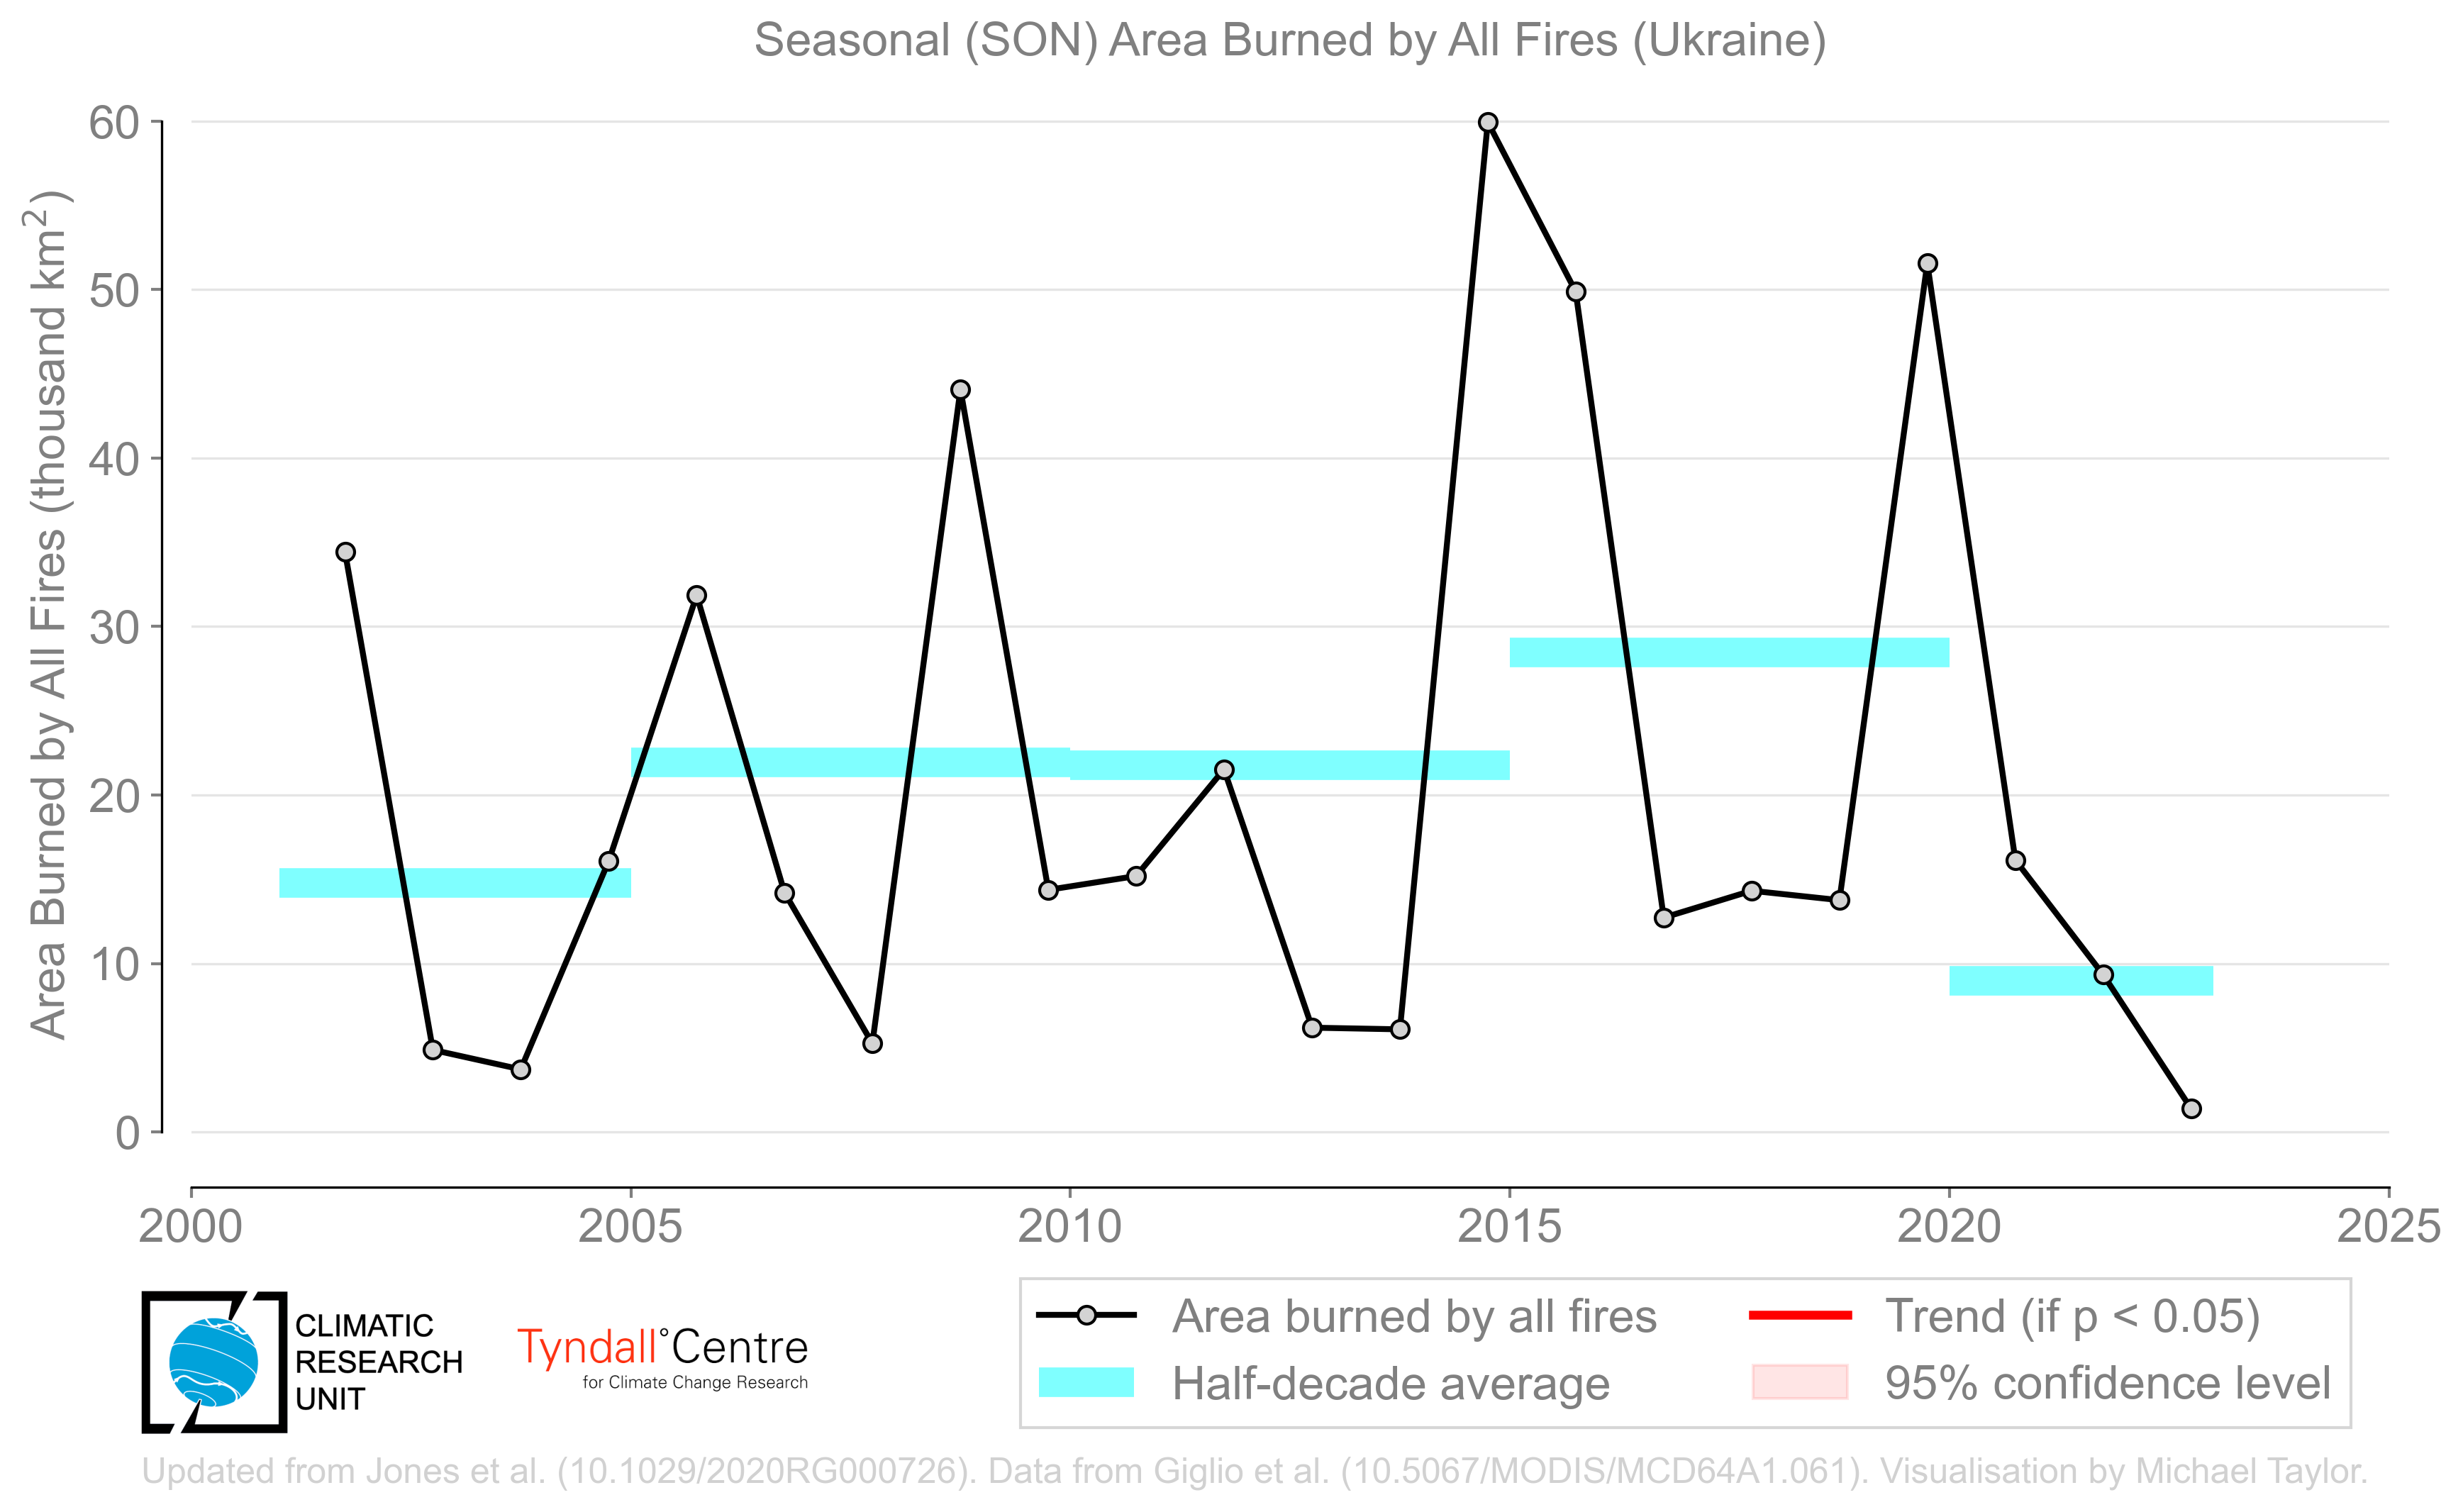 Seasonal (SON) Area Burned by All Fires (Ukraine)
Area Burned by All Fires (thousand km²)
60
50
40
30
20
10
0
2000 2005 2010 2015 2020 2025
CLIMATIC
RESEARCH
UNIT
Tyndall°Centre
for Climate Change Research
Area burned by all fires
Half-decade average
Trend (if p < 0.05)
95% confidence level
Updated from Jones et al. (10.1029/2020RG000726). Data from Giglio et al. (10.5067/MODIS/MCD64A1.061). Visualisation by Michael Taylor.